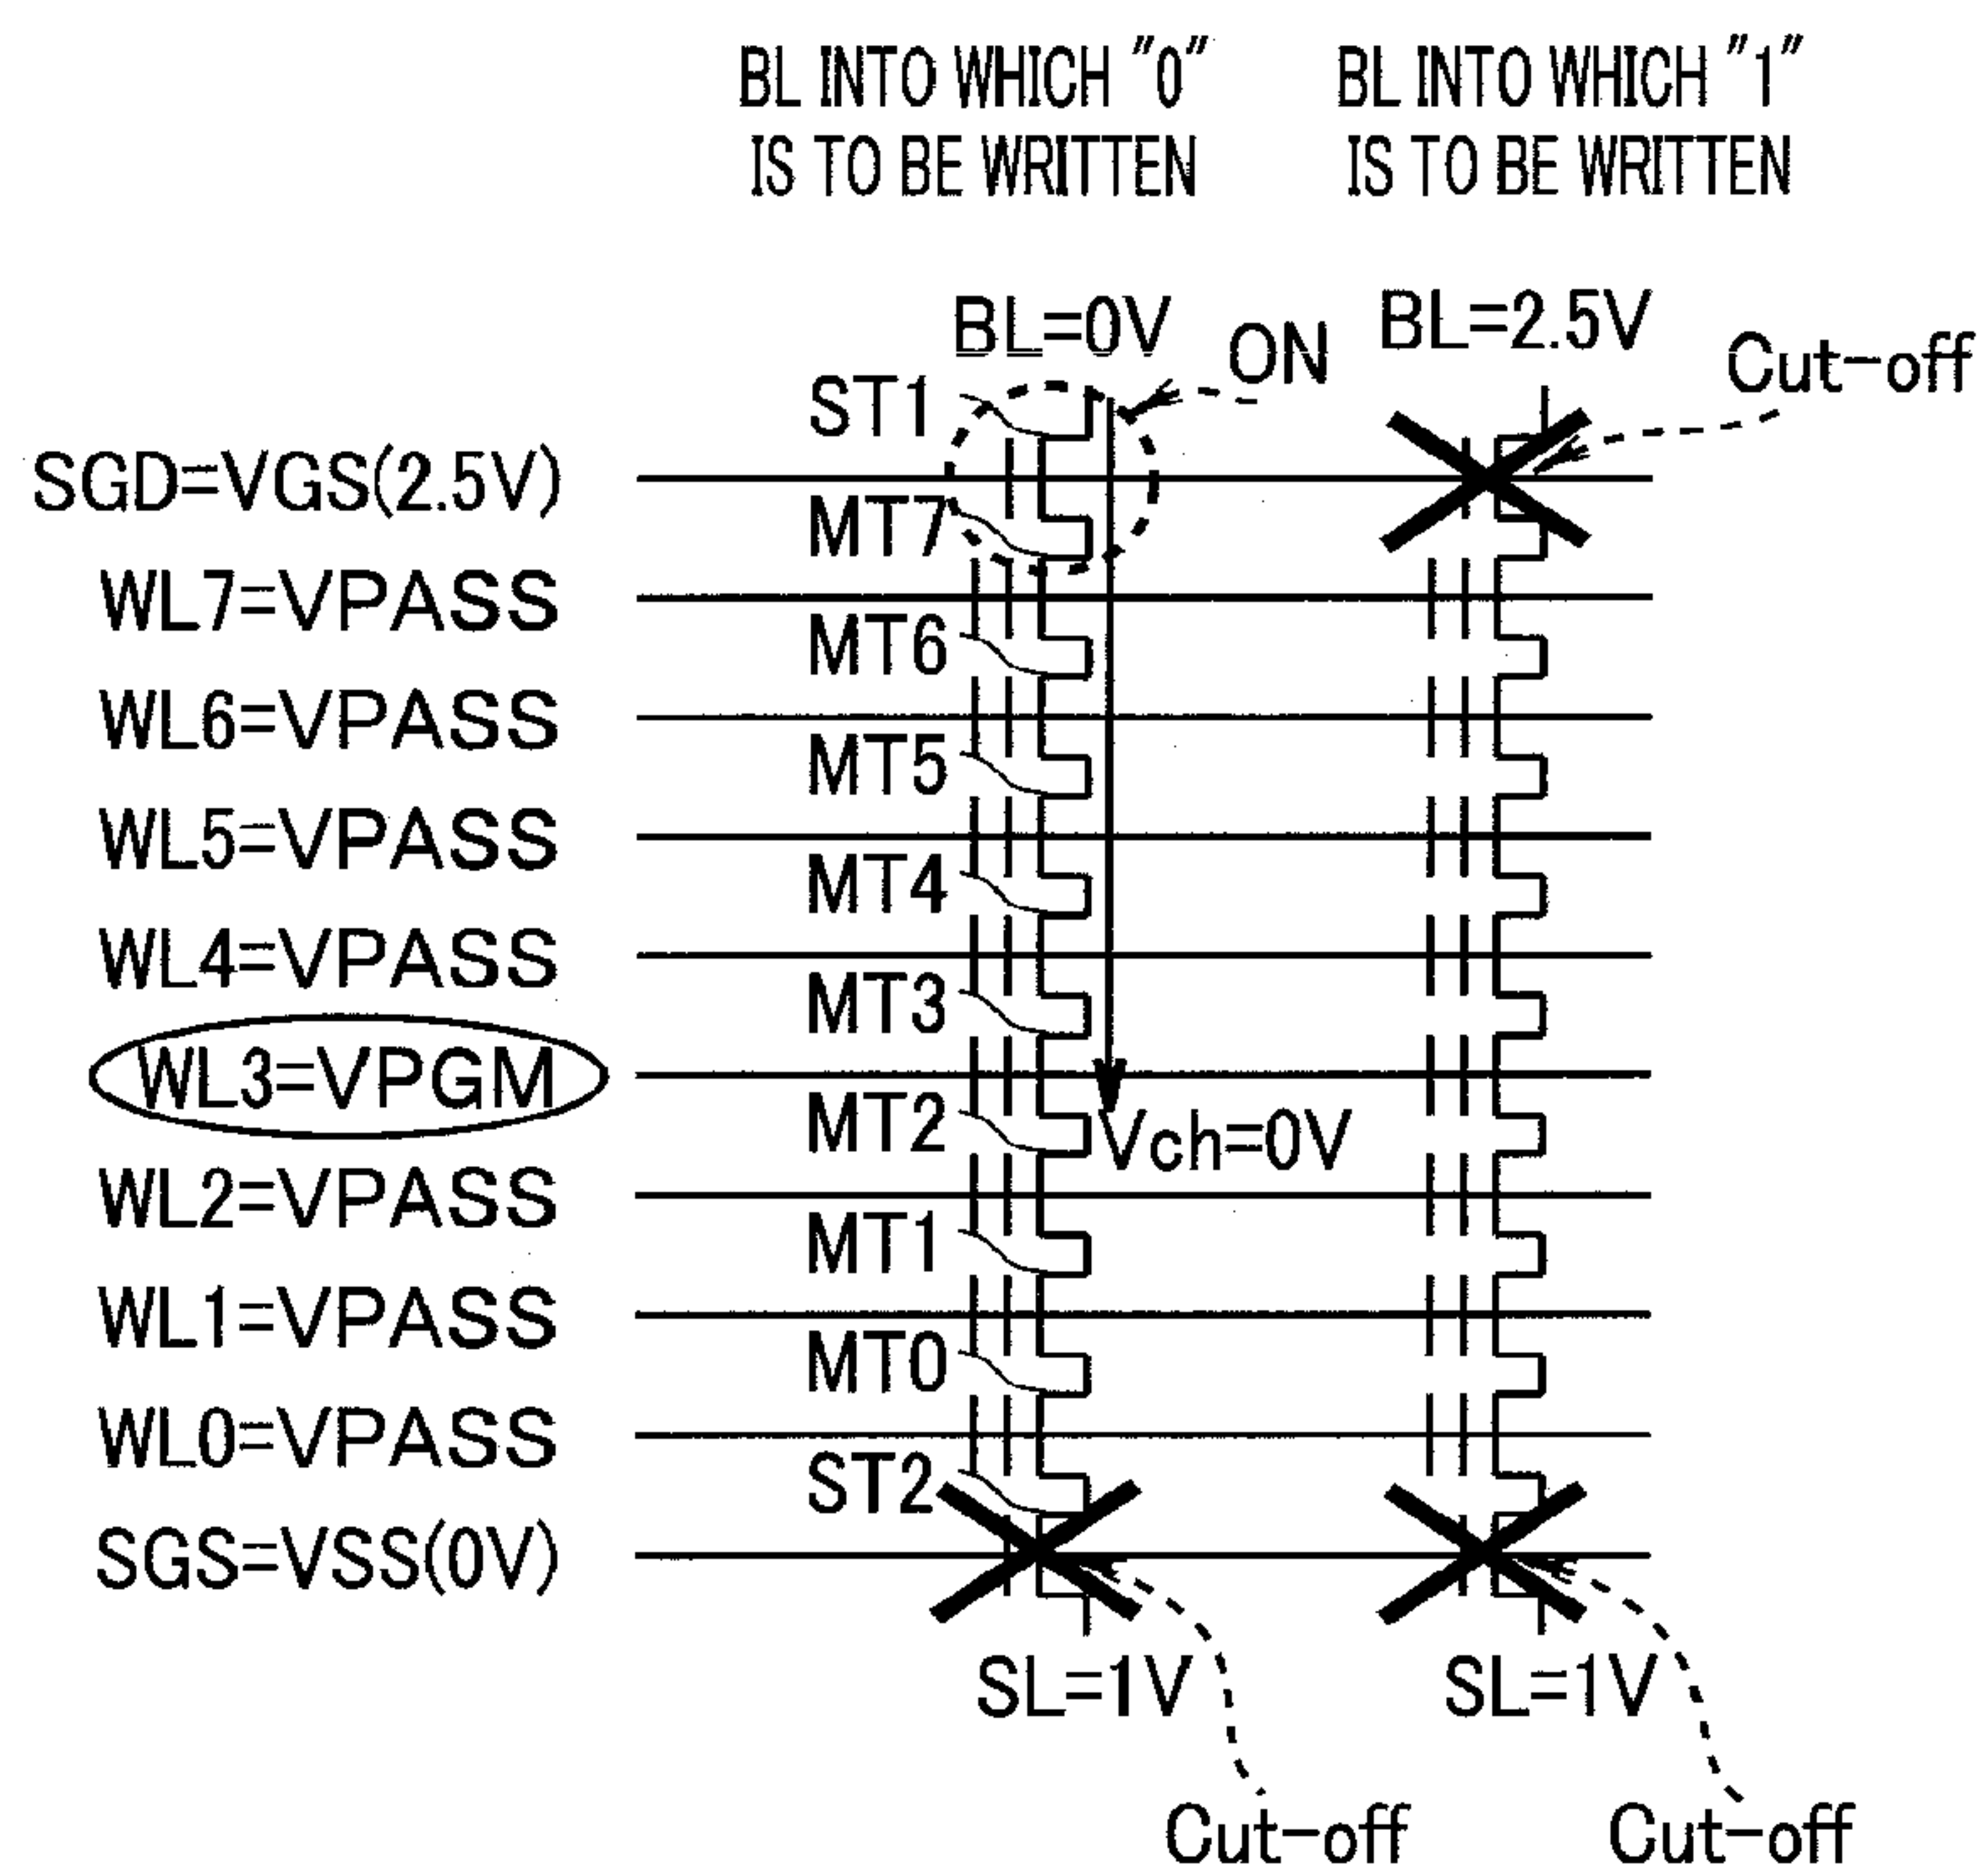 BL INTO WHICH "0"
IS TO BE WRITTEN
BL INTO WHICH "1"
IS TO BE WRITTEN
BL=0V
ON
BL=2.5V
Cut-off
ST1
SGD=VGS(2.5V)
MT7
WL7=VPASS
MT6
WL6=VPASS
MT5
WL5=VPASS
MT4
WL4=VPASS
MT3
WL3=VPGM
MT2
Vch=0V
WL2=VPASS
MT1
WL1=VPASS
MT0
WL0=VPASS
ST2
SGS=VSS(0V)
SL=1V
SL=1V
Cut-off
Cut-off